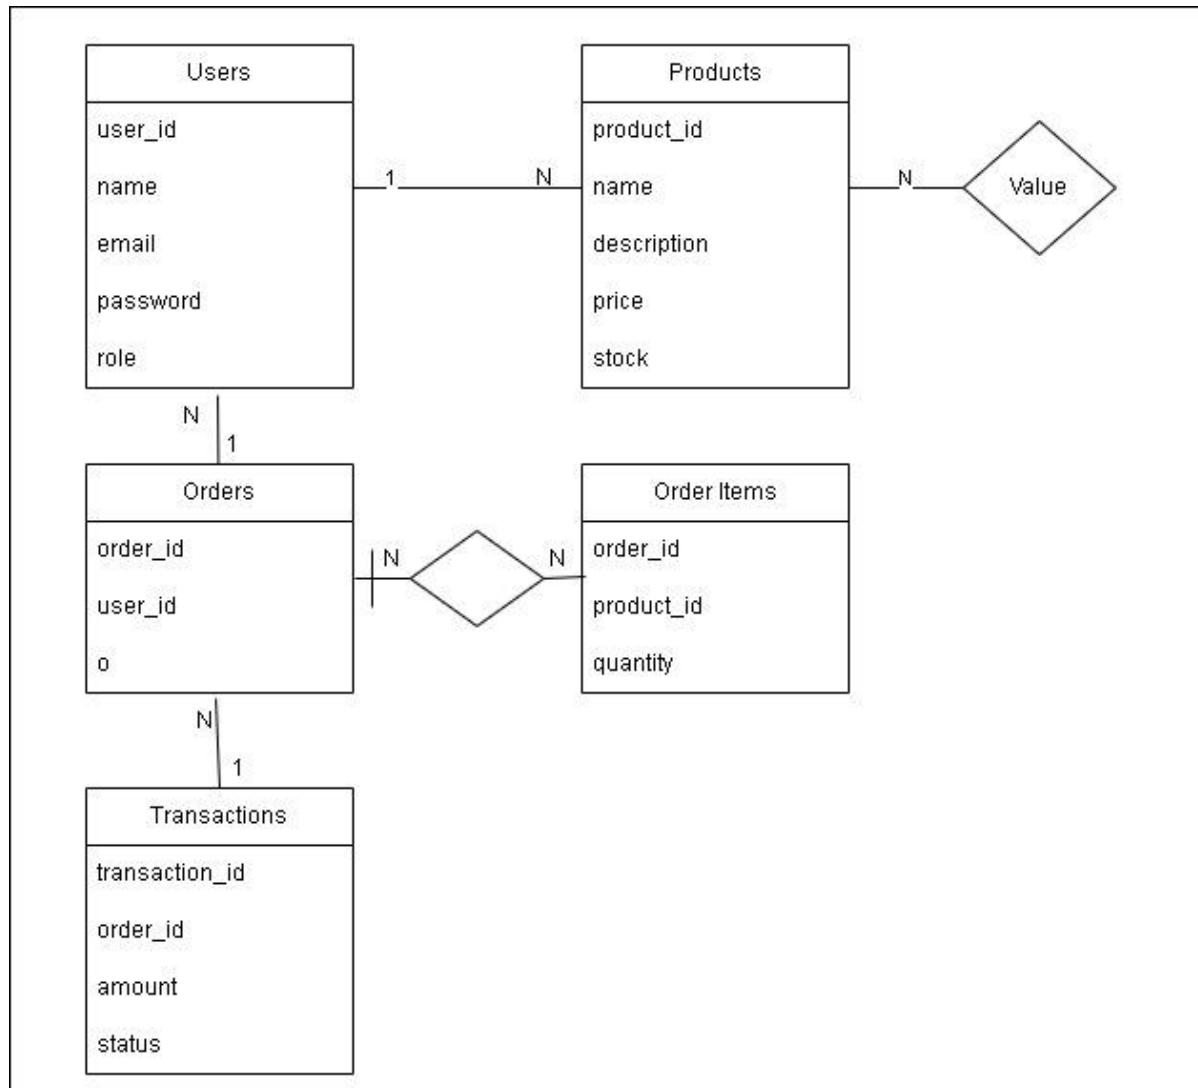 Users
user_id
name
email
password
role
1
N
Products
product_id
name
description
price
stock
N
Value
N
1
Orders
order_id
user_id
o
N
N
Order Items
order_id
product_id
quantity
N
1
Transactions
transaction_id
order_id
amount
status